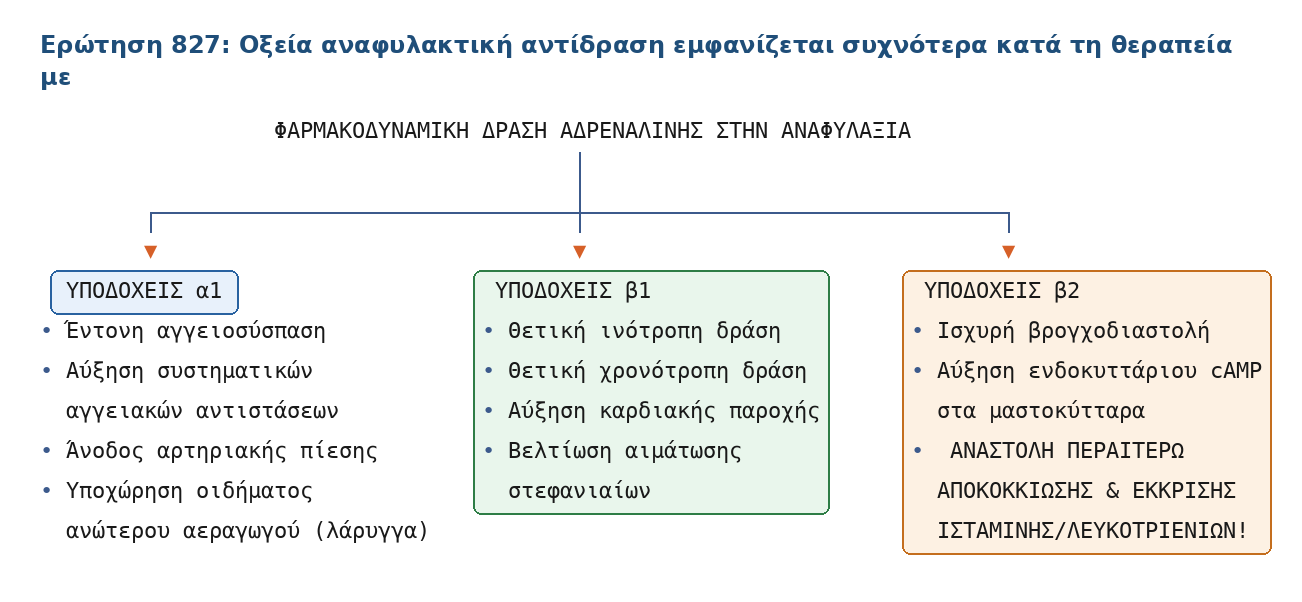 Ερώτηση 827: Οξεία αναφυλακτική αντίδραση εμφανίζεται συχνότερα κατά τη θεραπεία
με
ΦΑΡΜΑΚΟΔΥΝΑΜΙΚΗ ΔΡΑΣΗ ΑΔΡΕΝΑΛΙΝΗΣ ΣΤΗΝ ΑΝΑΦΥΛΑΞΙΑ
ΥΠΟΔΟΧΕΙΣ α1
• Έντονη αγγειοσύσπαση
• Αύξηση συστηματικών
αγγειακών αντιστάσεων
• Άνοδος αρτηριακής πίεσης
• Υποχώρηση οιδήματος
ανώτερου αεραγωγού (λάρυγγα)
ΥΠΟΔΟΧΕΙΣ β1
• Θετική ινότροπη δράση
• Θετική χρονότροπη δράση
• Αύξηση καρδιακής παροχής
• Βελτίωση αιμάτωσης
στεφανιαίων
ΥΠΟΔΟΧΕΙΣ β2
• Ισχυρή βρογχοδιαστολή
• Αύξηση ενδοκυττάριου cAMP
στα μαστοκύτταρα
• ΑΝΑΣΤΟΛΗ ΠΕΡΑΙΤΕΡΩ
ΑΠΟΚΟΚΚΙΩΣΗΣ & ΕΚΚΡΙΣΗΣ
ΙΣΤΑΜΙΝΗΣ/ΛΕΥΚΟΤΡΙΕΝΙΩΝ!